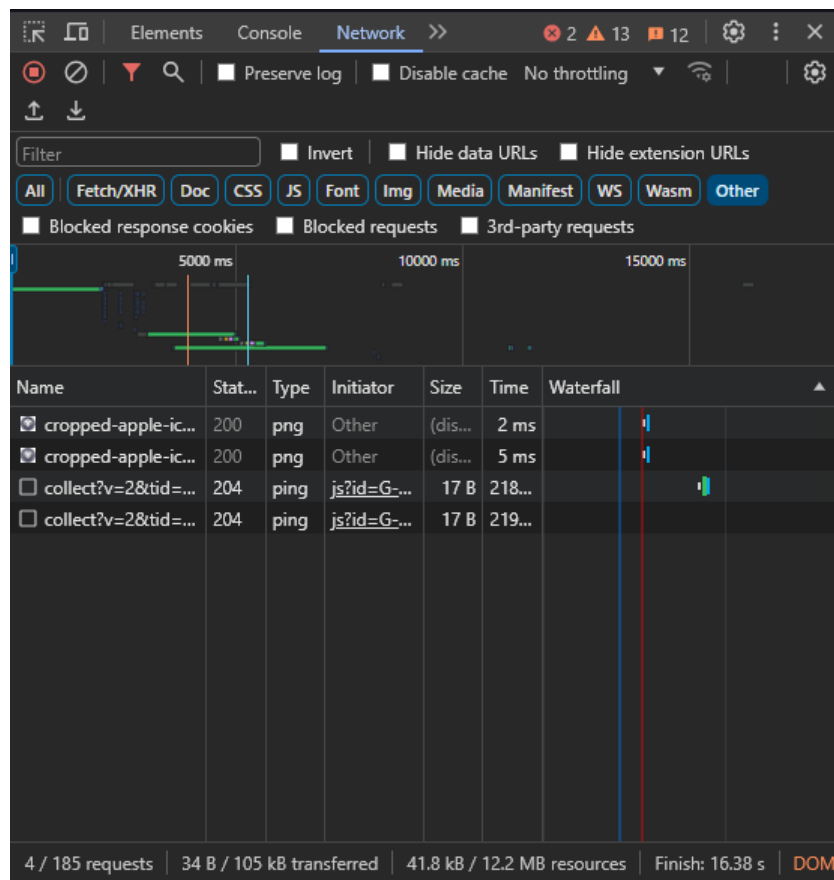 Elements Console Network 2 13 12
Preserve log Disable cache No throttling
Filter Invert Hide data URLs Hide extension URLs
All Fetch/XHR Doc CSS JS Font Img Media Manifest WS Wasm Other
Blocked response cookies Blocked requests 3rd-party requests
5000 ms 10000 ms 15000 ms
Name Stat... Type Initiator Size Time Waterfall
cropped-apple-ic... 200 png Other (dis... 2 ms
cropped-apple-ic... 200 png Other (dis... 5 ms
collect?v=2&tid=... 204 ping js?id=G-... 17 B 218...
collect?v=2&tid=... 204 ping js?id=G-... 17 B 219...
4 / 185 requests 34 B / 105 kB transferred 41.8 kB / 12.2 MB resources Finish: 16.38 s DOM